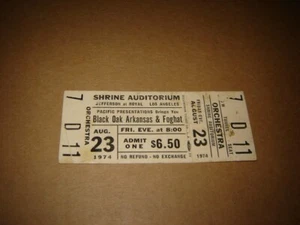 7 D 11
ORCHESTRA
SHRINE AUDITORIUM
JEFFERSON at ROYAL LOS ANGELES
PACIFIC PRESENTATIONS Brings You
Black Oak Arkansas & Foghat
AUG. 23 1974
FRI. EVE. at 8:00
ADMIT ONE $6.50
NO REFUND - NO EXCHANGE
AUGUST 23 1974
ORCHESTRA
7 D 11